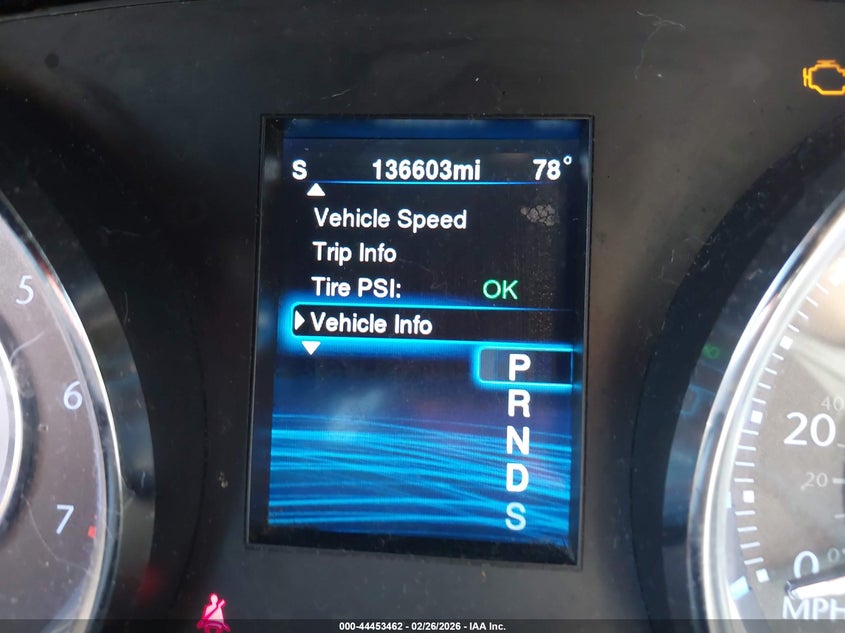 S 136603mi 78°
Vehicle Speed
Trip Info
Tire PSI: OK
Vehicle Info
P
R
N
D
S
5
6
7
40
20
20
0
0
MPH
000-44453462 - 02/26/2026 - IAA Inc.